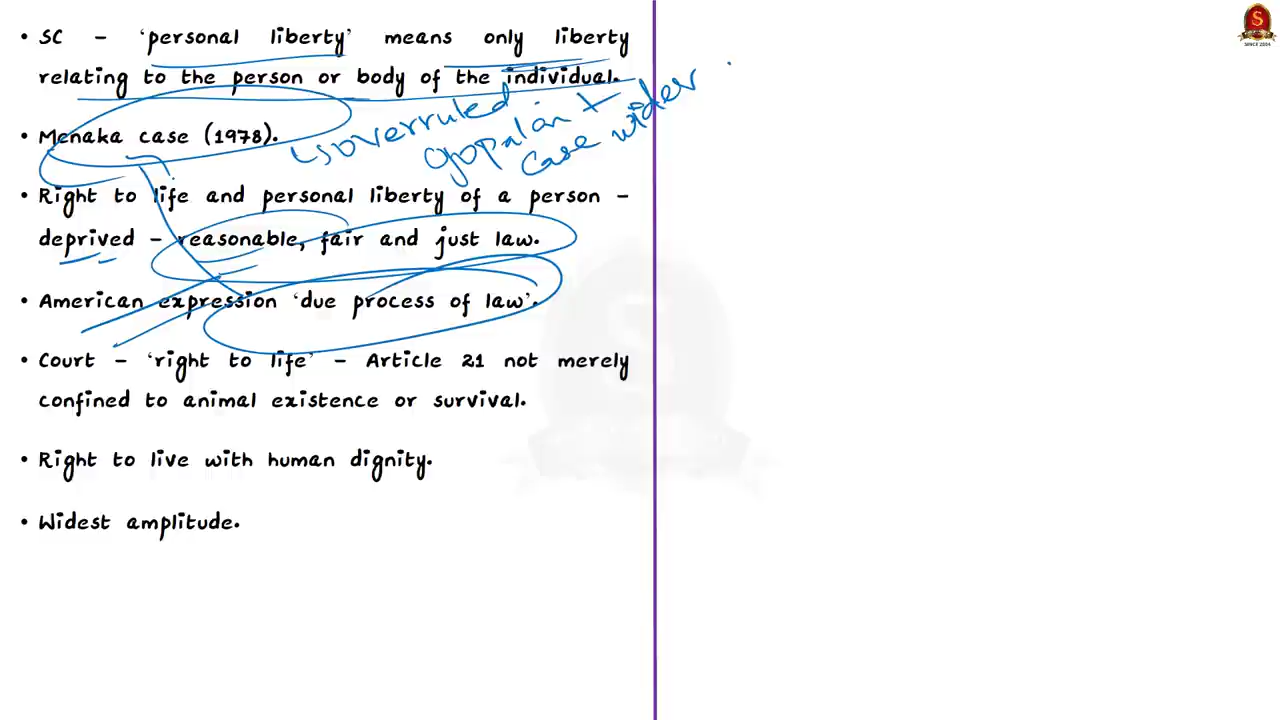 • SC – ‘personal liberty’ means only liberty
relating to the person or body of the individual.
• Menaka case (1978).
↳ overruled
gopalan +
case wider
• Right to life and personal liberty of a person –
deprived – reasonable, fair and just law.
• American expression ‘due process of law’.
• Court – ‘right to life’ – Article 21 not merely
confined to animal existence or survival.
• Right to live with human dignity.
• Widest amplitude.
S
SINCE 2004